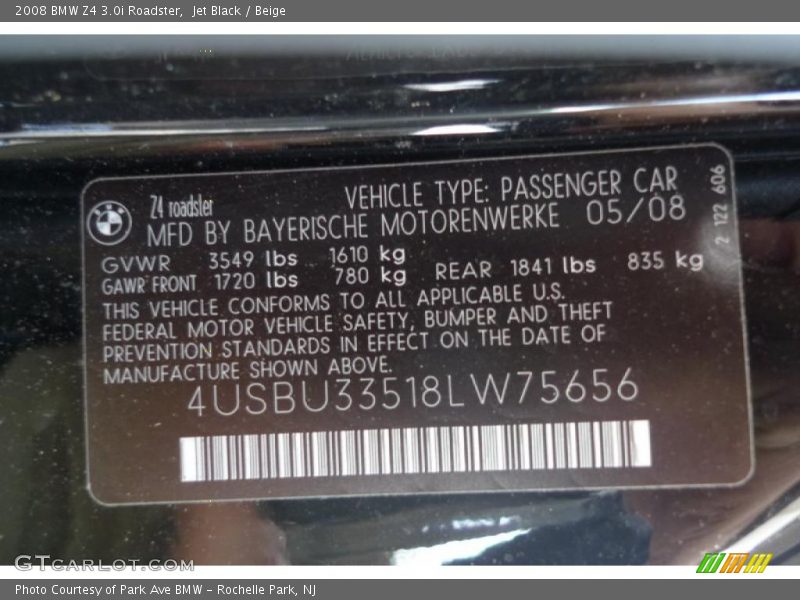 2008 BMW Z4 3.0i Roadster,  Jet Black / Beige
BMW
Z4 roadster
VEHICLE TYPE: PASSENGER CAR
MFD BY BAYERISCHE MOTORENWERKE 05/08
2 122 606
GVWR 3549 lbs 1610 kg
GAWR FRONT 1720 lbs 780 kg REAR 1841 lbs 835 kg
THIS VEHICLE CONFORMS TO ALL APPLICABLE U.S.
FEDERAL MOTOR VEHICLE SAFETY, BUMPER AND THEFT
PREVENTION STANDARDS IN EFFECT ON THE DATE OF
MANUFACTURE SHOWN ABOVE.
4USBU33518LW75656
GTcarlot.com
Photo Courtesy of Park Ave BMW - Rochelle Park, NJ